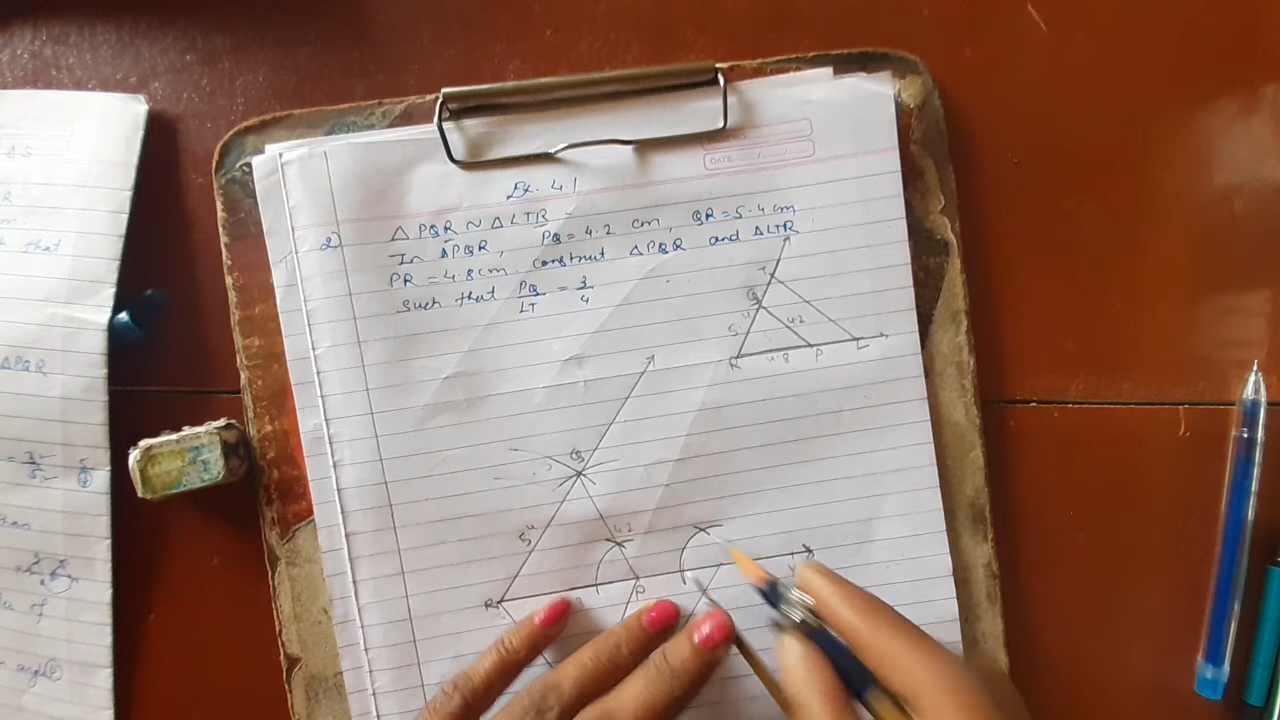 Ex. 4.1
DATE
2) △PQR ~ △LTR
In △PQR, PQ = 4.2 cm, QR = 5.4 cm
PR = 4.8 cm. construct △PQR and △LTR.
Such that PQ/LT = 3/4
T
Q
5.4
4.2
R
4.8
P
L
Q
5.4
4.2
R
P
△PQR